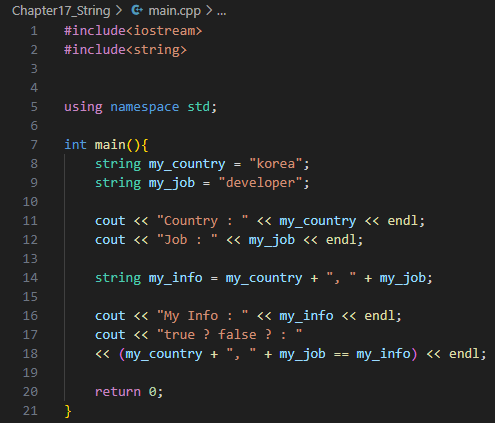 Chapter17_String > main.cpp > ...
1 #include<iostream>
2 #include<string>
3
4
5 using namespace std;
6
7 int main(){
8     string my_country = "korea";
9     string my_job = "developer";
10
11     cout << "Country : " << my_country << endl;
12     cout << "Job : " << my_job << endl;
13
14     string my_info = my_country + ", " + my_job;
15
16     cout << "My Info : " << my_info << endl;
17     cout << "true ? false ? : "
18     << (my_country + ", " + my_job == my_info) << endl;
19
20     return 0;
21 }